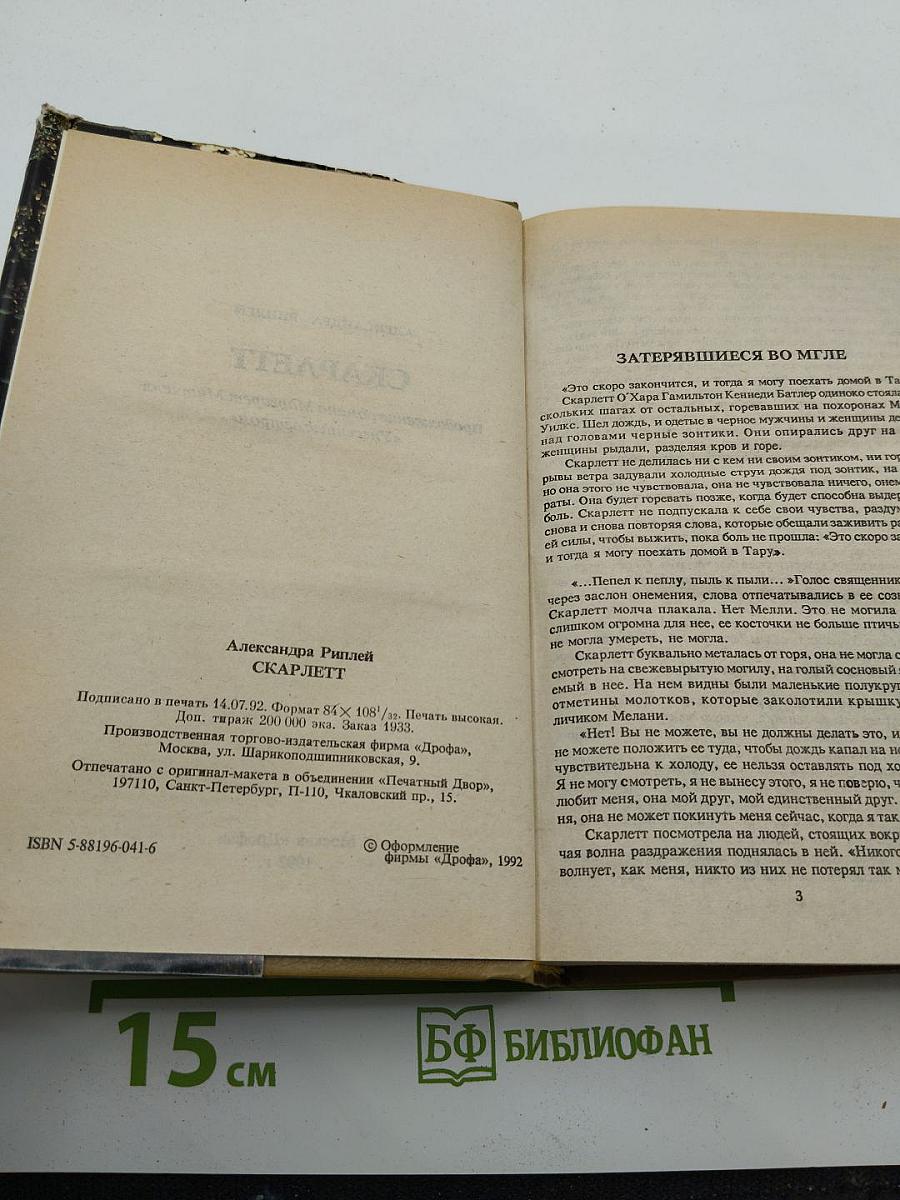 Александра Риплей
СКАРЛЕТТ
Подписано в печать 14.07.92. Формат 84 × 108 1/32. Печать высокая.
Доп. тираж 200 000 экз. Заказ 1933.
Производственная торгово-издательская фирма «Дрофа»,
Москва, ул. Шарикоподшипниковская, 9.
Отпечатано с оригинал-макета в объединении «Печатный Двор»,
197110, Санкт-Петербург, П-110, Чкаловский пр., 15.
ISBN 5-88196-041-6
© Оформление
фирмы «Дрофа», 1992
ЗАТЕРЯВШИЕСЯ ВО МГЛЕ
«Это скоро закончится, и тогда я могу поехать домой в
Скарлетт О'Хара Гамильтон Кеннеди Батлер одиноко
скольких шагах от остальных, горевавших на похоронах
Уилкс. Шел дождь, и одетые в черное мужчины и женщины
над головами черные зонтики. Они опирались друг на
женщины рыдали, разделяя кров и горе.
Скарлетт не делилась ни с кем ни своим зонтиком, ни
рывы ветра задували холодные струи дождя под зонтик, на
но она этого не чувствовала, она не чувствовала ничего,
раты. Она будет горевать позже, когда будет способна
боль. Скарлетт не подпускала к себе свои чувства,
снова и снова повторяя слова, которые обещали заживить
ей силы, чтобы выжить, пока боль не прошла: «Это скоро
и тогда я могу поехать домой в Тару».
«...Пепел к пеплу, пыль к пыли... »Голос
через заслон онемения, слова отпечатывались в ее
Скарлетт молча плакала. Нет Мелли. Это не могила
слишком огромна для нее, ее косточки не больше
не могла умереть, не могла.
Скарлетт буквально металась от горя, она не могла
смотреть на свежевырытую могилу, на голый сосновый
емый в нее. На нем видны были маленькие
отметины молотков, которые заколотили крышку
личиком Мелани.
«Нет! Вы не можете, вы не должны делать это,
не можете положить ее туда, чтобы дождь капал на
чувствительна к холоду, ее нельзя оставлять под
Я не могу смотреть, я не вынесу этого, я не поверю,
любит меня, она мой друг, мой единственный друг.
ня, она не может покинуть меня сейчас, когда я
Скарлетт посмотрела на людей, стоящих
чая волна раздражения поднялась в ней.
волнует, как меня, никто из них не потерял так
3
15 см
БФ БИБЛИОФАН